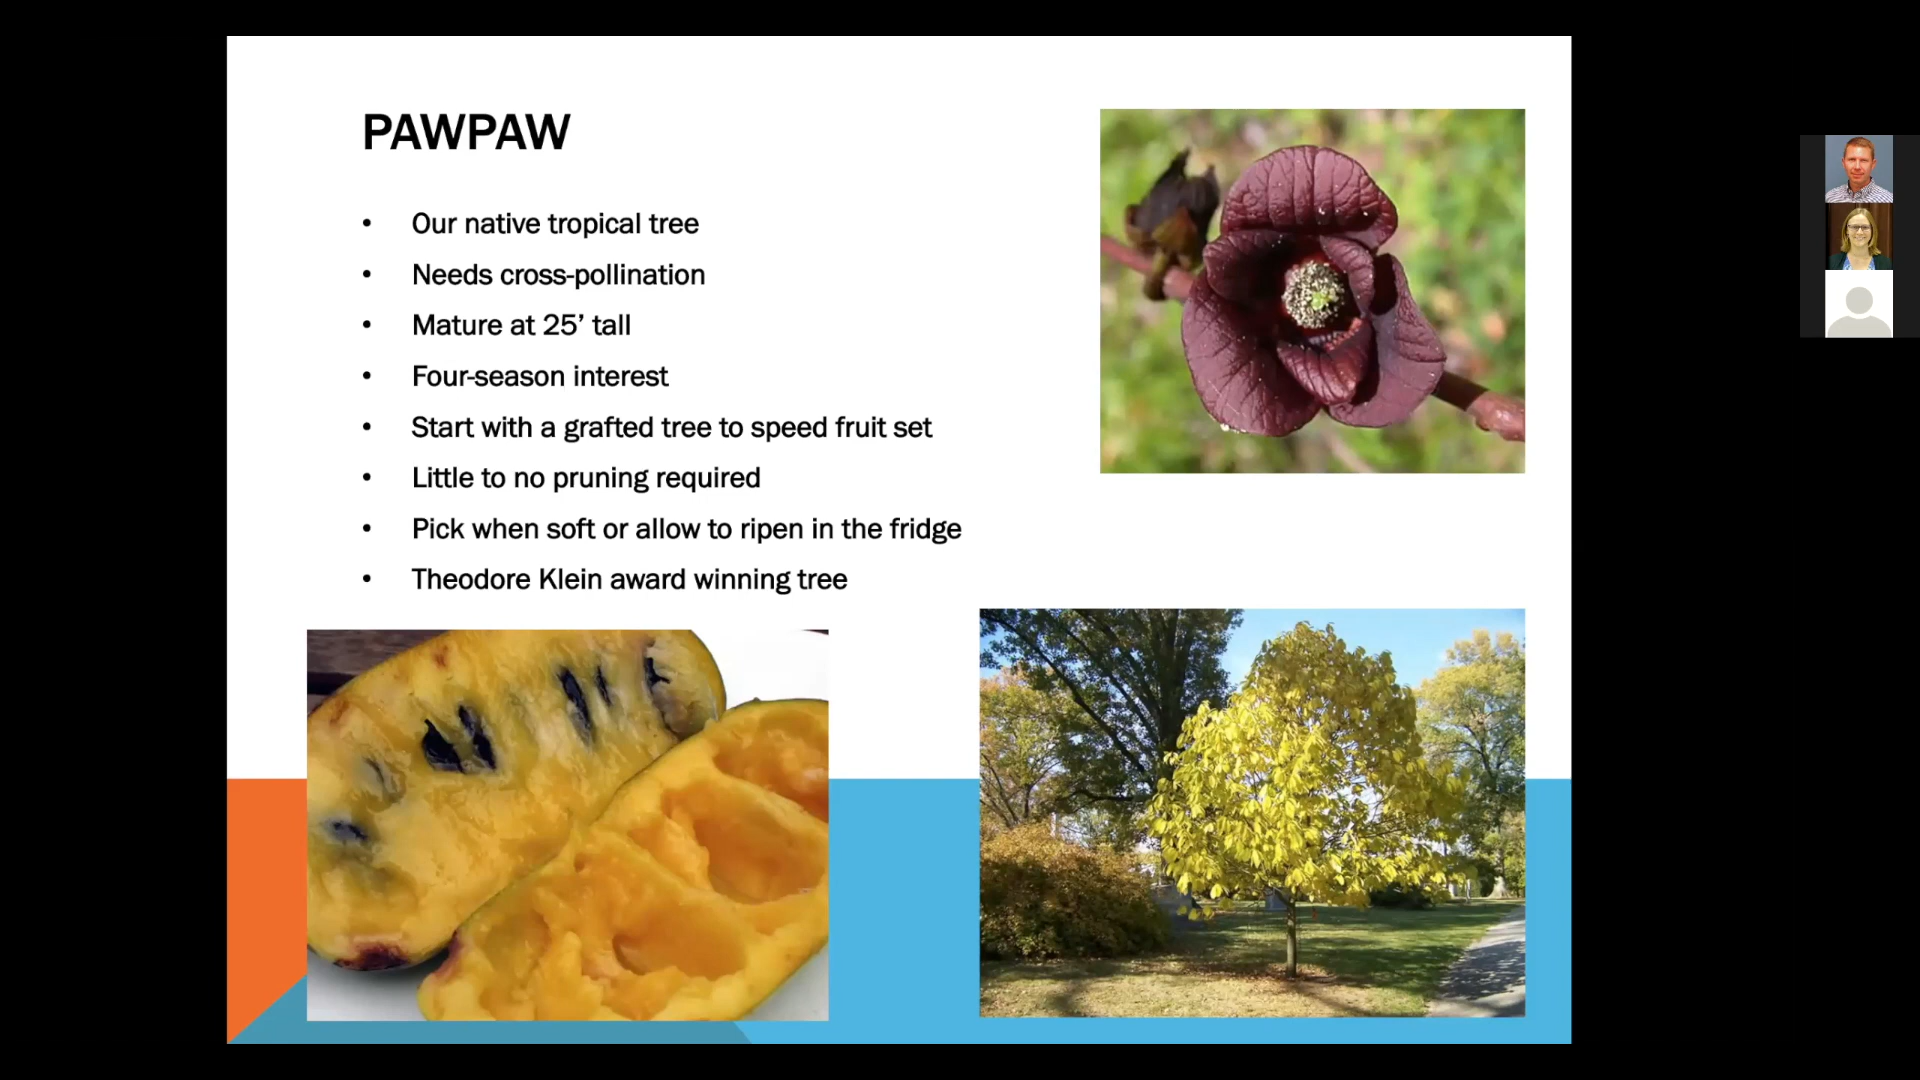 PAWPAW
• Our native tropical tree
• Needs cross-pollination
• Mature at 25’ tall
• Four-season interest
• Start with a grafted tree to speed fruit set
• Little to no pruning required
• Pick when soft or allow to ripen in the fridge
• Theodore Klein award winning tree